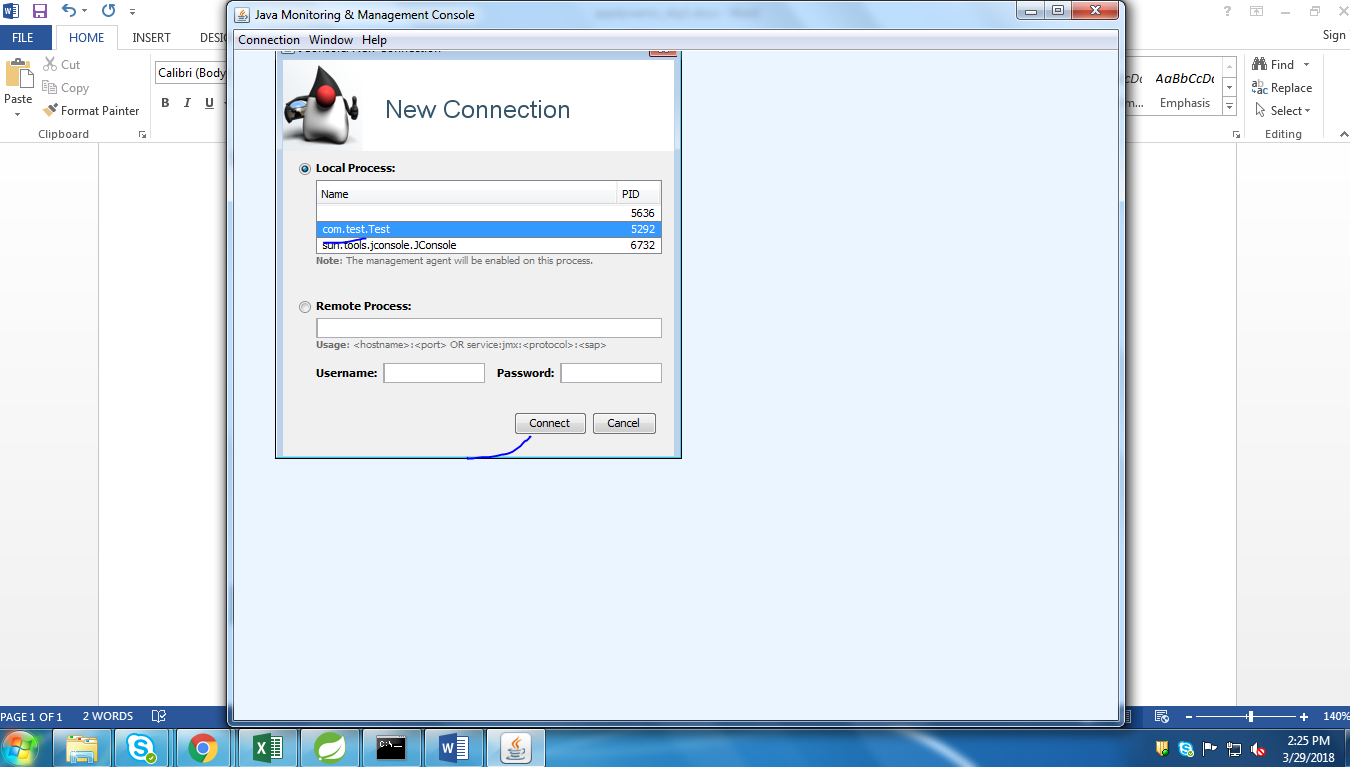 Java Monitoring & Management Console
FILE HOME INSERT
Sign
Connection Window Help
Cut
Copy
Paste
Format Painter
Clipboard
Calibri (Body
B I U
New Connection
AaBbCcDc
Emphasis
Find
Replace
Select
Editing
Local Process:
Name PID
5636
com.test.Test 5292
sun.tools.jconsole.JConsole 6732
Note: The management agent will be enabled on this process.
Remote Process:
Usage: <hostname>:<port> OR service:jmx:<protocol>:<sap>
Username: Password:
Connect Cancel
PAGE 1 OF 1 2 WORDS
140%
C:\_
2:25 PM
3/29/2018